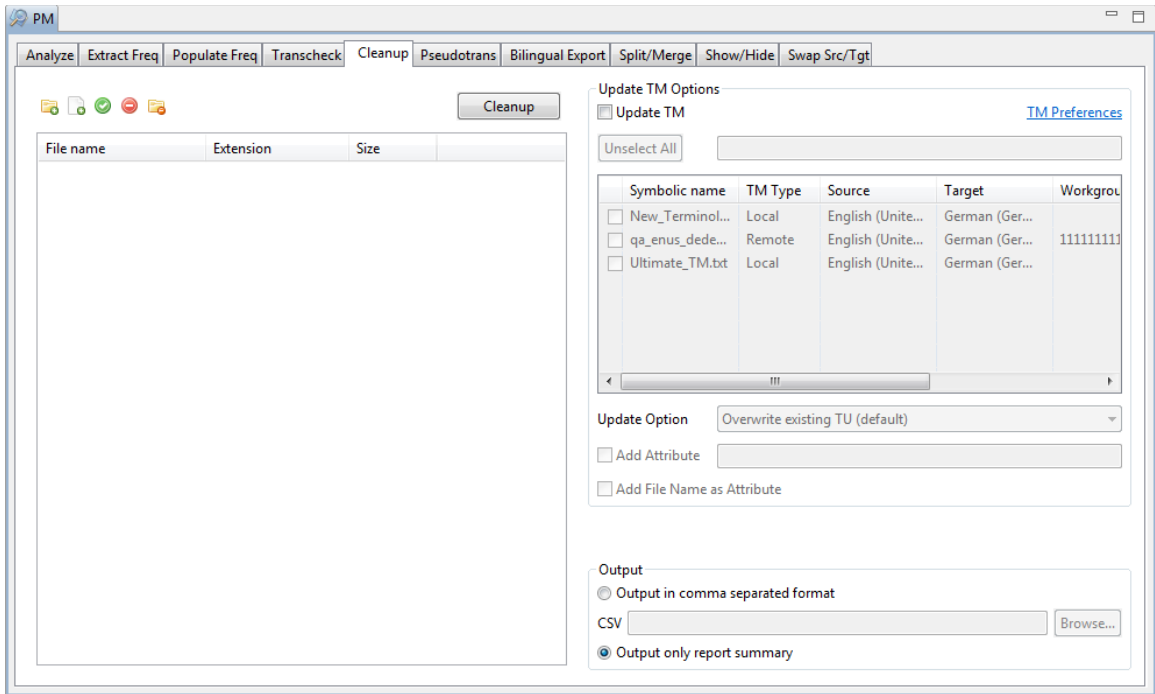 PM
Analyze Extract Freq Populate Freq Transcheck Cleanup Pseudotrans Bilingual Export Split/Merge Show/Hide Swap Src/Tgt
Cleanup
File name Extension Size
Update TM Options
Update TM TM Preferences
Unselect All
Symbolic name TM Type Source Target Workgrou
New_Terminol... Local English (Unite... German (Ger...
qa_enus_dede... Remote English (Unite... German (Ger... 111111111
Ultimate_TM.txt Local English (Unite... German (Ger...
Update Option Overwrite existing TU (default)
Add Attribute
Add File Name as Attribute
Output
Output in comma separated format
CSV Browse...
Output only report summary